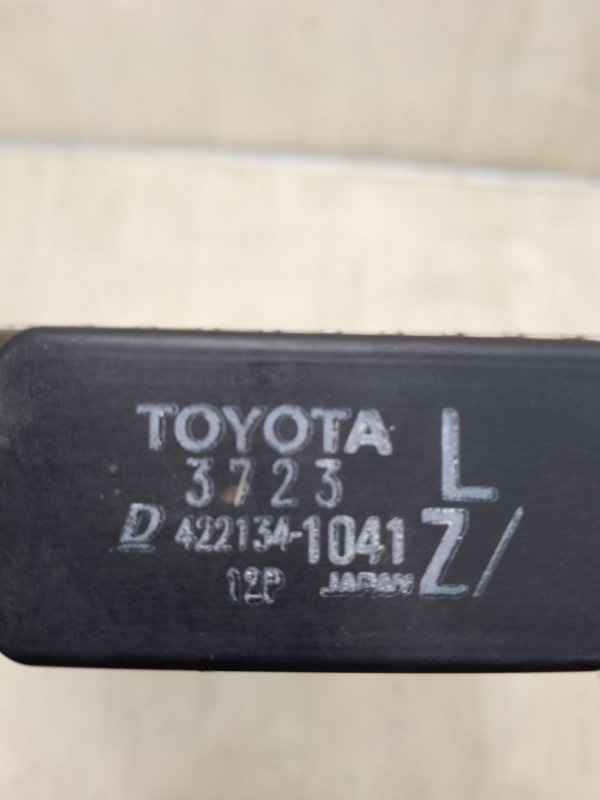 TOYOTA L
3723
D 422134-1041 Z/
12P JAPAN